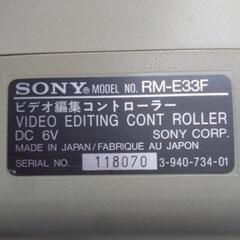 SONY MODEL NO. RM-E33F
ビデオ編集コントローラー
VIDEO EDITING CONT ROLLER
DC 6V SONY CORP.
MADE IN JAPAN/FABRIQUÉ AU JAPON
SERIAL NO. 118070 3-940-734-01